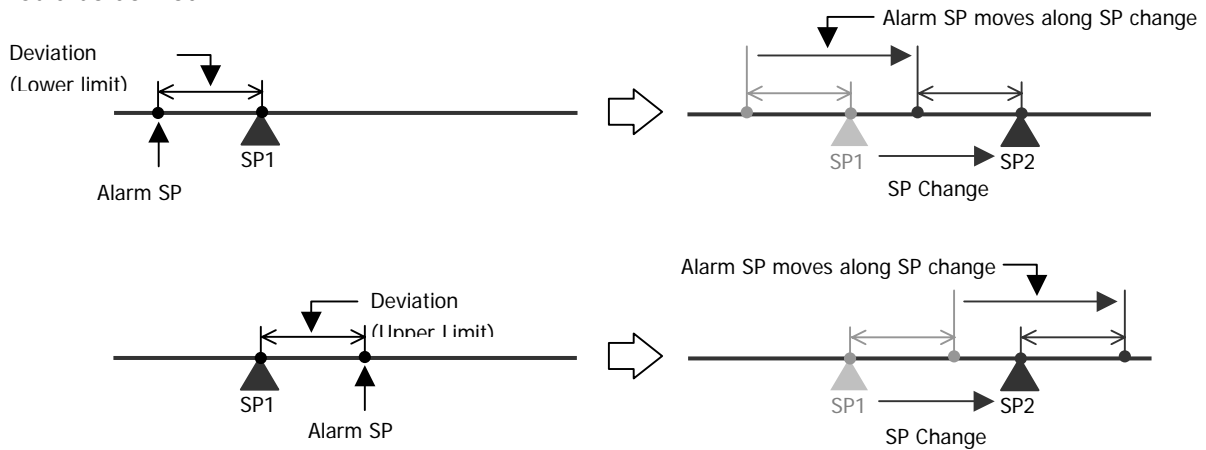 Deviation
(Lower limit)
SP1
Alarm SP
Alarm SP moves along SP change
SP1
SP2
SP Change
Deviation
(Upper Limit)
SP1
Alarm SP
Alarm SP moves along SP change
SP1
SP2
SP Change